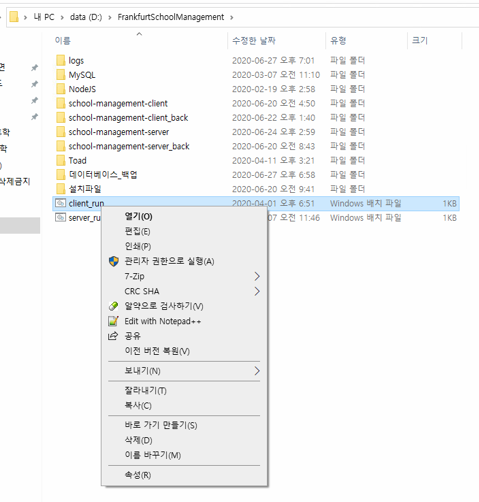 내 PC > data (D:) > FrankfurtSchoolManagement >
이름 수정한 날짜 유형 크기
logs 2020-06-27 오후 7:01 파일 폴더
MySQL 2020-03-07 오전 11:10 파일 폴더
NodeJS 2020-02-19 오후 2:58 파일 폴더
school-management-client 2020-06-20 오전 4:50 파일 폴더
school-management-client_back 2020-06-22 오후 1:40 파일 폴더
school-management-server 2020-06-24 오후 2:59 파일 폴더
school-management-server_back 2020-06-20 오전 8:43 파일 폴더
Toad 2020-04-11 오후 3:21 파일 폴더
데이터베이스_백업 2020-06-27 오후 6:58 파일 폴더
설치파일 2020-06-20 오전 9:41 파일 폴더
client_run 2020-04-01 오후 6:51 Windows 배치 파일 1KB
server_ru 07 오전 11:46 Windows 배치 파일 1KB
면
드
학
학
)
삭제금지
열기(O)
편집(E)
인쇄(P)
관리자 권한으로 실행(A)
7-Zip
CRC SHA
알약으로 검사하기(V)
Edit with Notepad++
공유
이전 버전 복원(V)
보내기(N)
잘라내기(T)
복사(C)
바로 가기 만들기(S)
삭제(D)
이름 바꾸기(M)
속성(R)